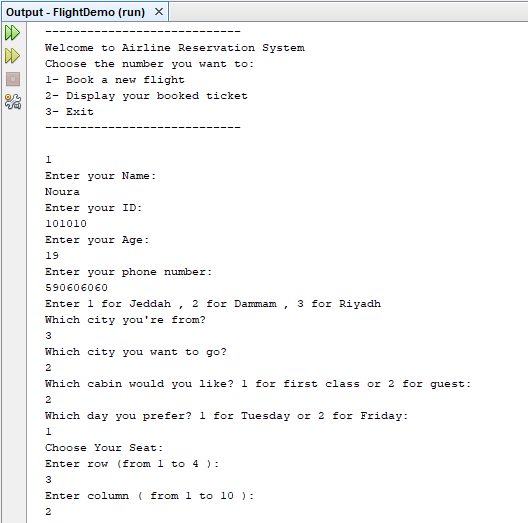 Output - FlightDemo (run) ×
----------------------------
Welcome to Airline Reservation System
Choose the number you want to:
1- Book a new flight
2- Display your booked ticket
3- Exit
----------------------------
1
Enter your Name:
Noura
Enter your ID:
101010
Enter your Age:
19
Enter your phone number:
590606060
Enter 1 for Jeddah , 2 for Dammam , 3 for Riyadh
Which city you're from?
3
Which city you want to go?
2
Which cabin would you like? 1 for first class or 2 for guest:
2
Which day you prefer? 1 for Tuesday or 2 for Friday:
1
Choose Your Seat:
Enter row (from 1 to 4 ):
3
Enter column ( from 1 to 10 ):
2